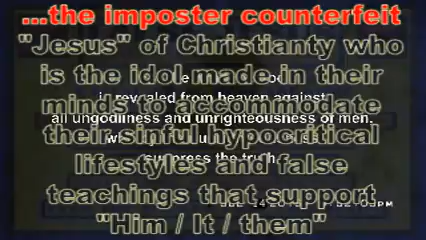 ...the imposter counterfeit
"Jesus" of Christianty who
is the idol made in their
is revealed from heaven against
minds to accommodate
all ungodliness and unrighteousness of men,
their sinful hypocritical
suppress the truth
lifestyles and false
teachings that support
"Him / It / them"